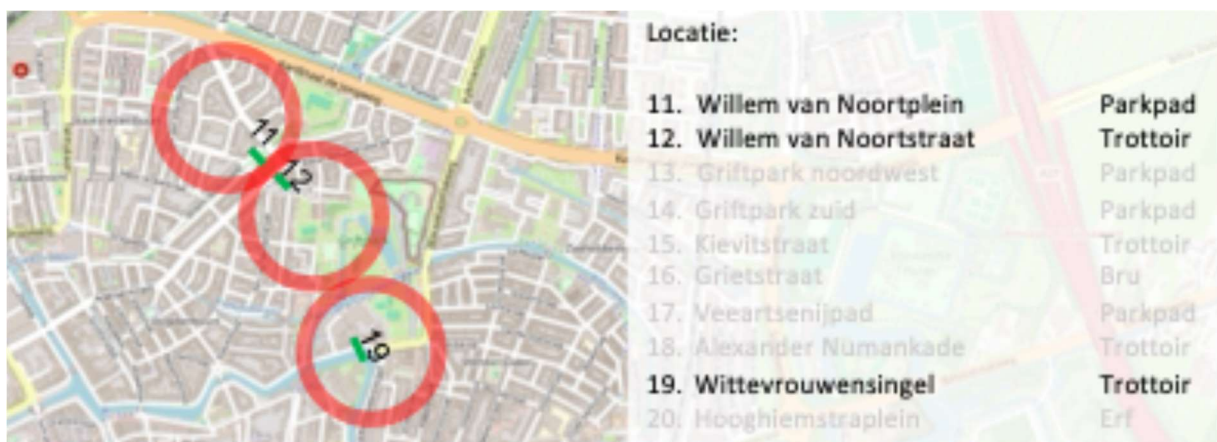 Locatie:
11. Willem van Noortplein Parkpad
12. Willem van Noortstraat Trottoir
13. Griftpark noordwest Parkpad
14. Griftpark zuid Parkpad
15. Kievitstraat Trottoir
16. Grietstraat Bru
17. Veeartsenijpad Parkpad
18. Alexander Numankade Trottoir
19. Wittevrouwensingel Trottoir
20. Hooghiemstraplein Erf
11
12
19